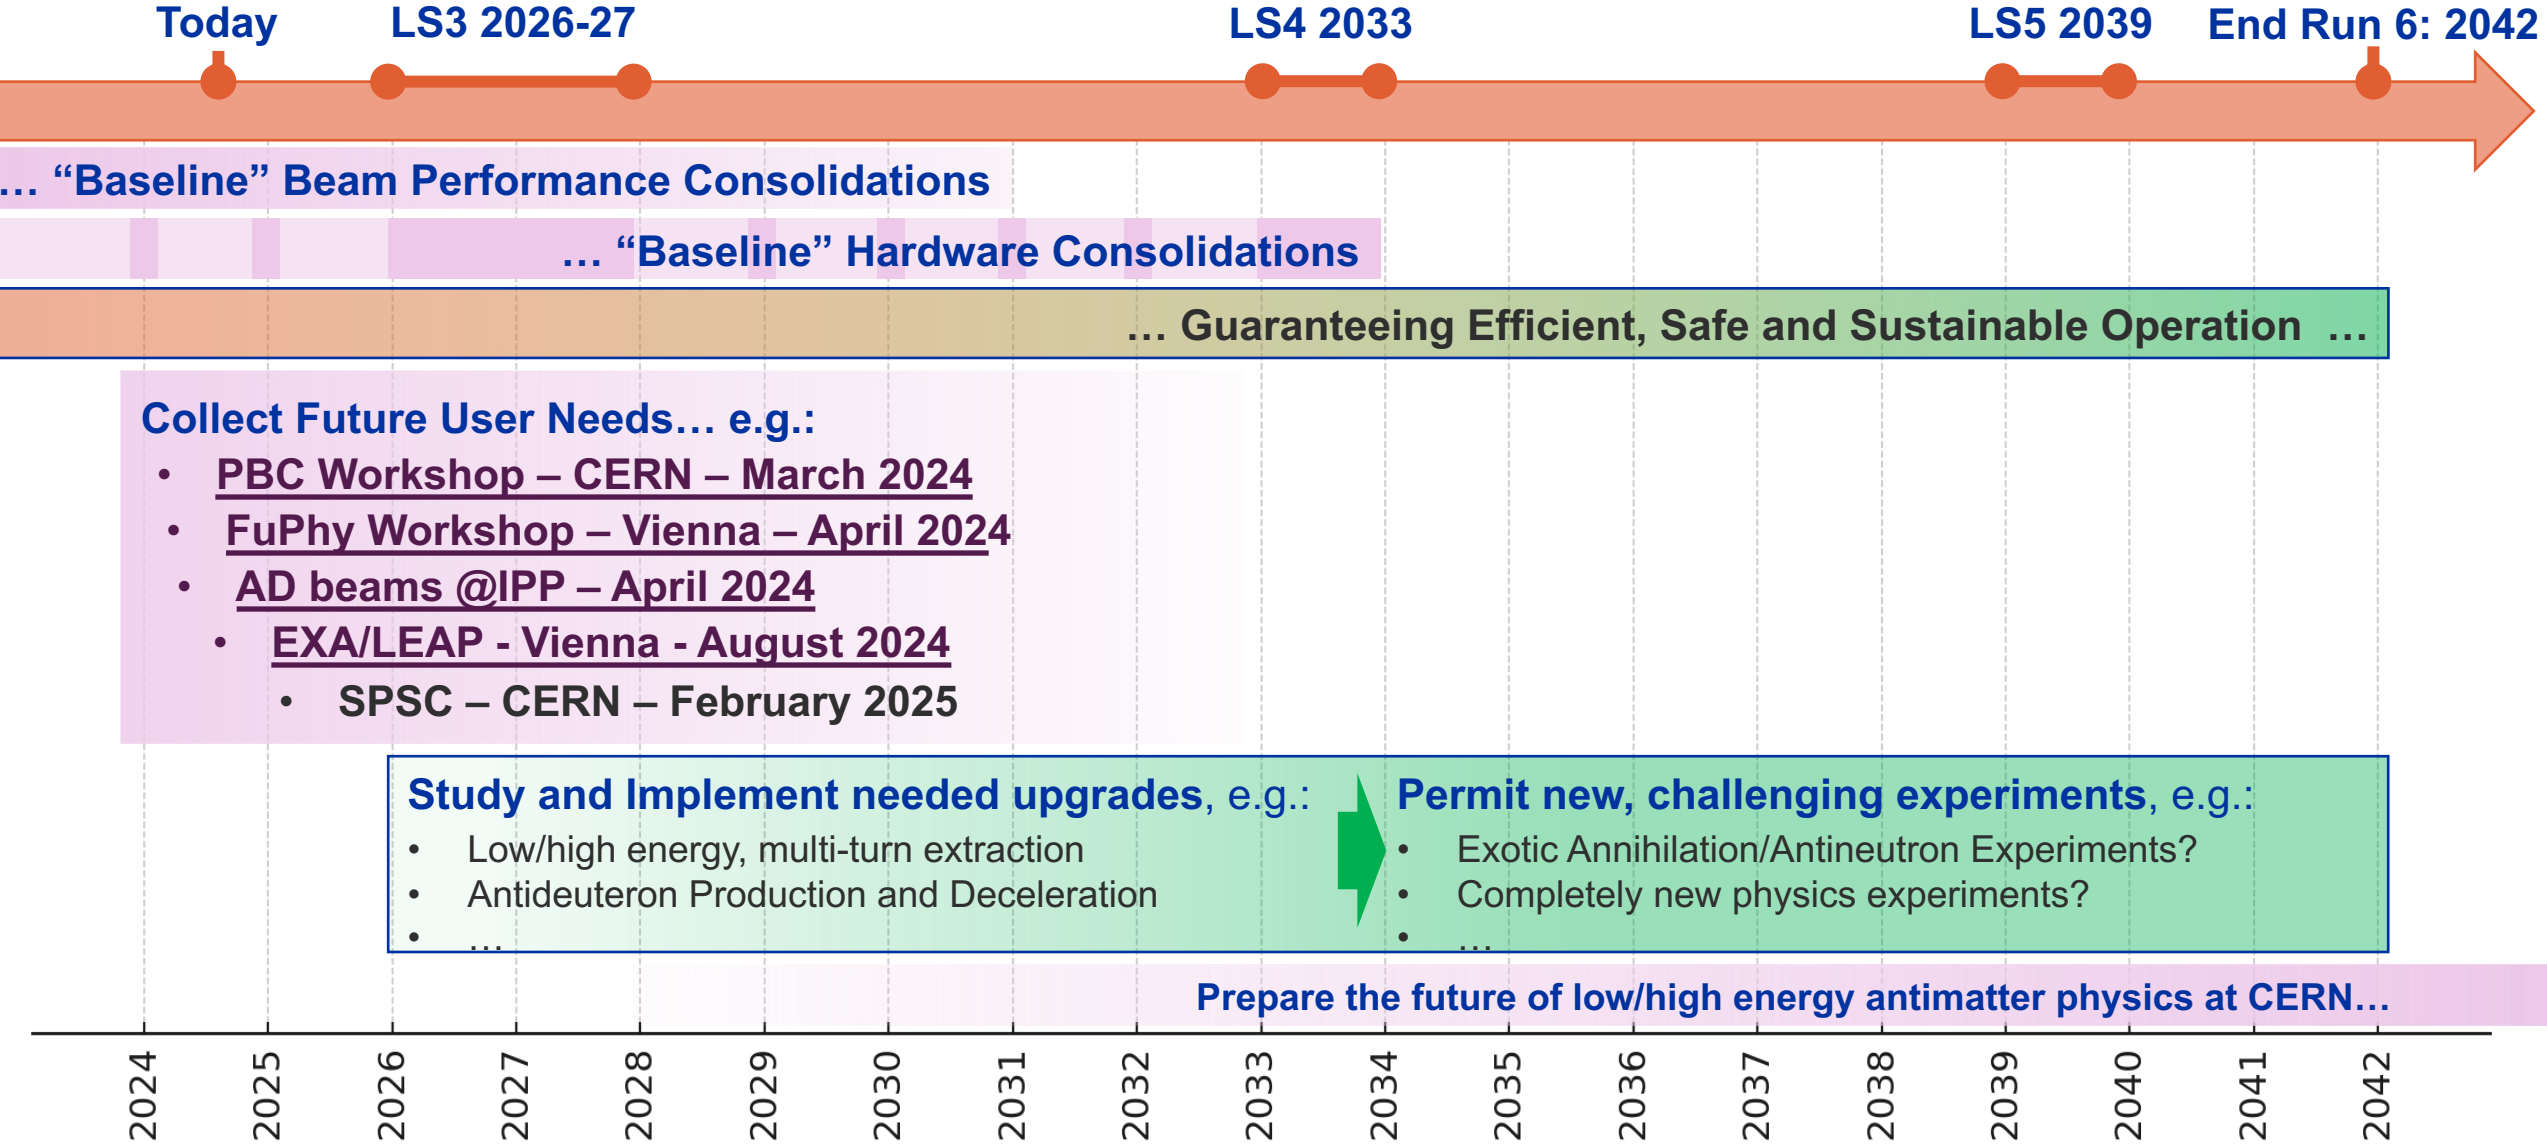 Today
LS3 2026-27
LS4 2033
LS5 2039
End Run 6: 2042
… “Baseline” Beam Performance Consolidations
… “Baseline” Hardware Consolidations
… Guaranteeing Efficient, Safe and Sustainable Operation …
Collect Future User Needs… e.g.:
• PBC Workshop – CERN – March 2024
• FuPhy Workshop – Vienna – April 2024
• AD beams @IPP – April 2024
• EXA/LEAP - Vienna - August 2024
• SPSC – CERN – February 2025
Study and Implement needed upgrades, e.g.:
• Low/high energy, multi-turn extraction
• Antideuteron Production and Deceleration
• …
Permit new, challenging experiments, e.g.:
• Exotic Annihilation/Antineutron Experiments?
• Completely new physics experiments?
• …
Prepare the future of low/high energy antimatter physics at CERN…
2024
2025
2026
2027
2028
2029
2030
2031
2032
2033
2034
2035
2036
2037
2038
2039
2040
2041
2042